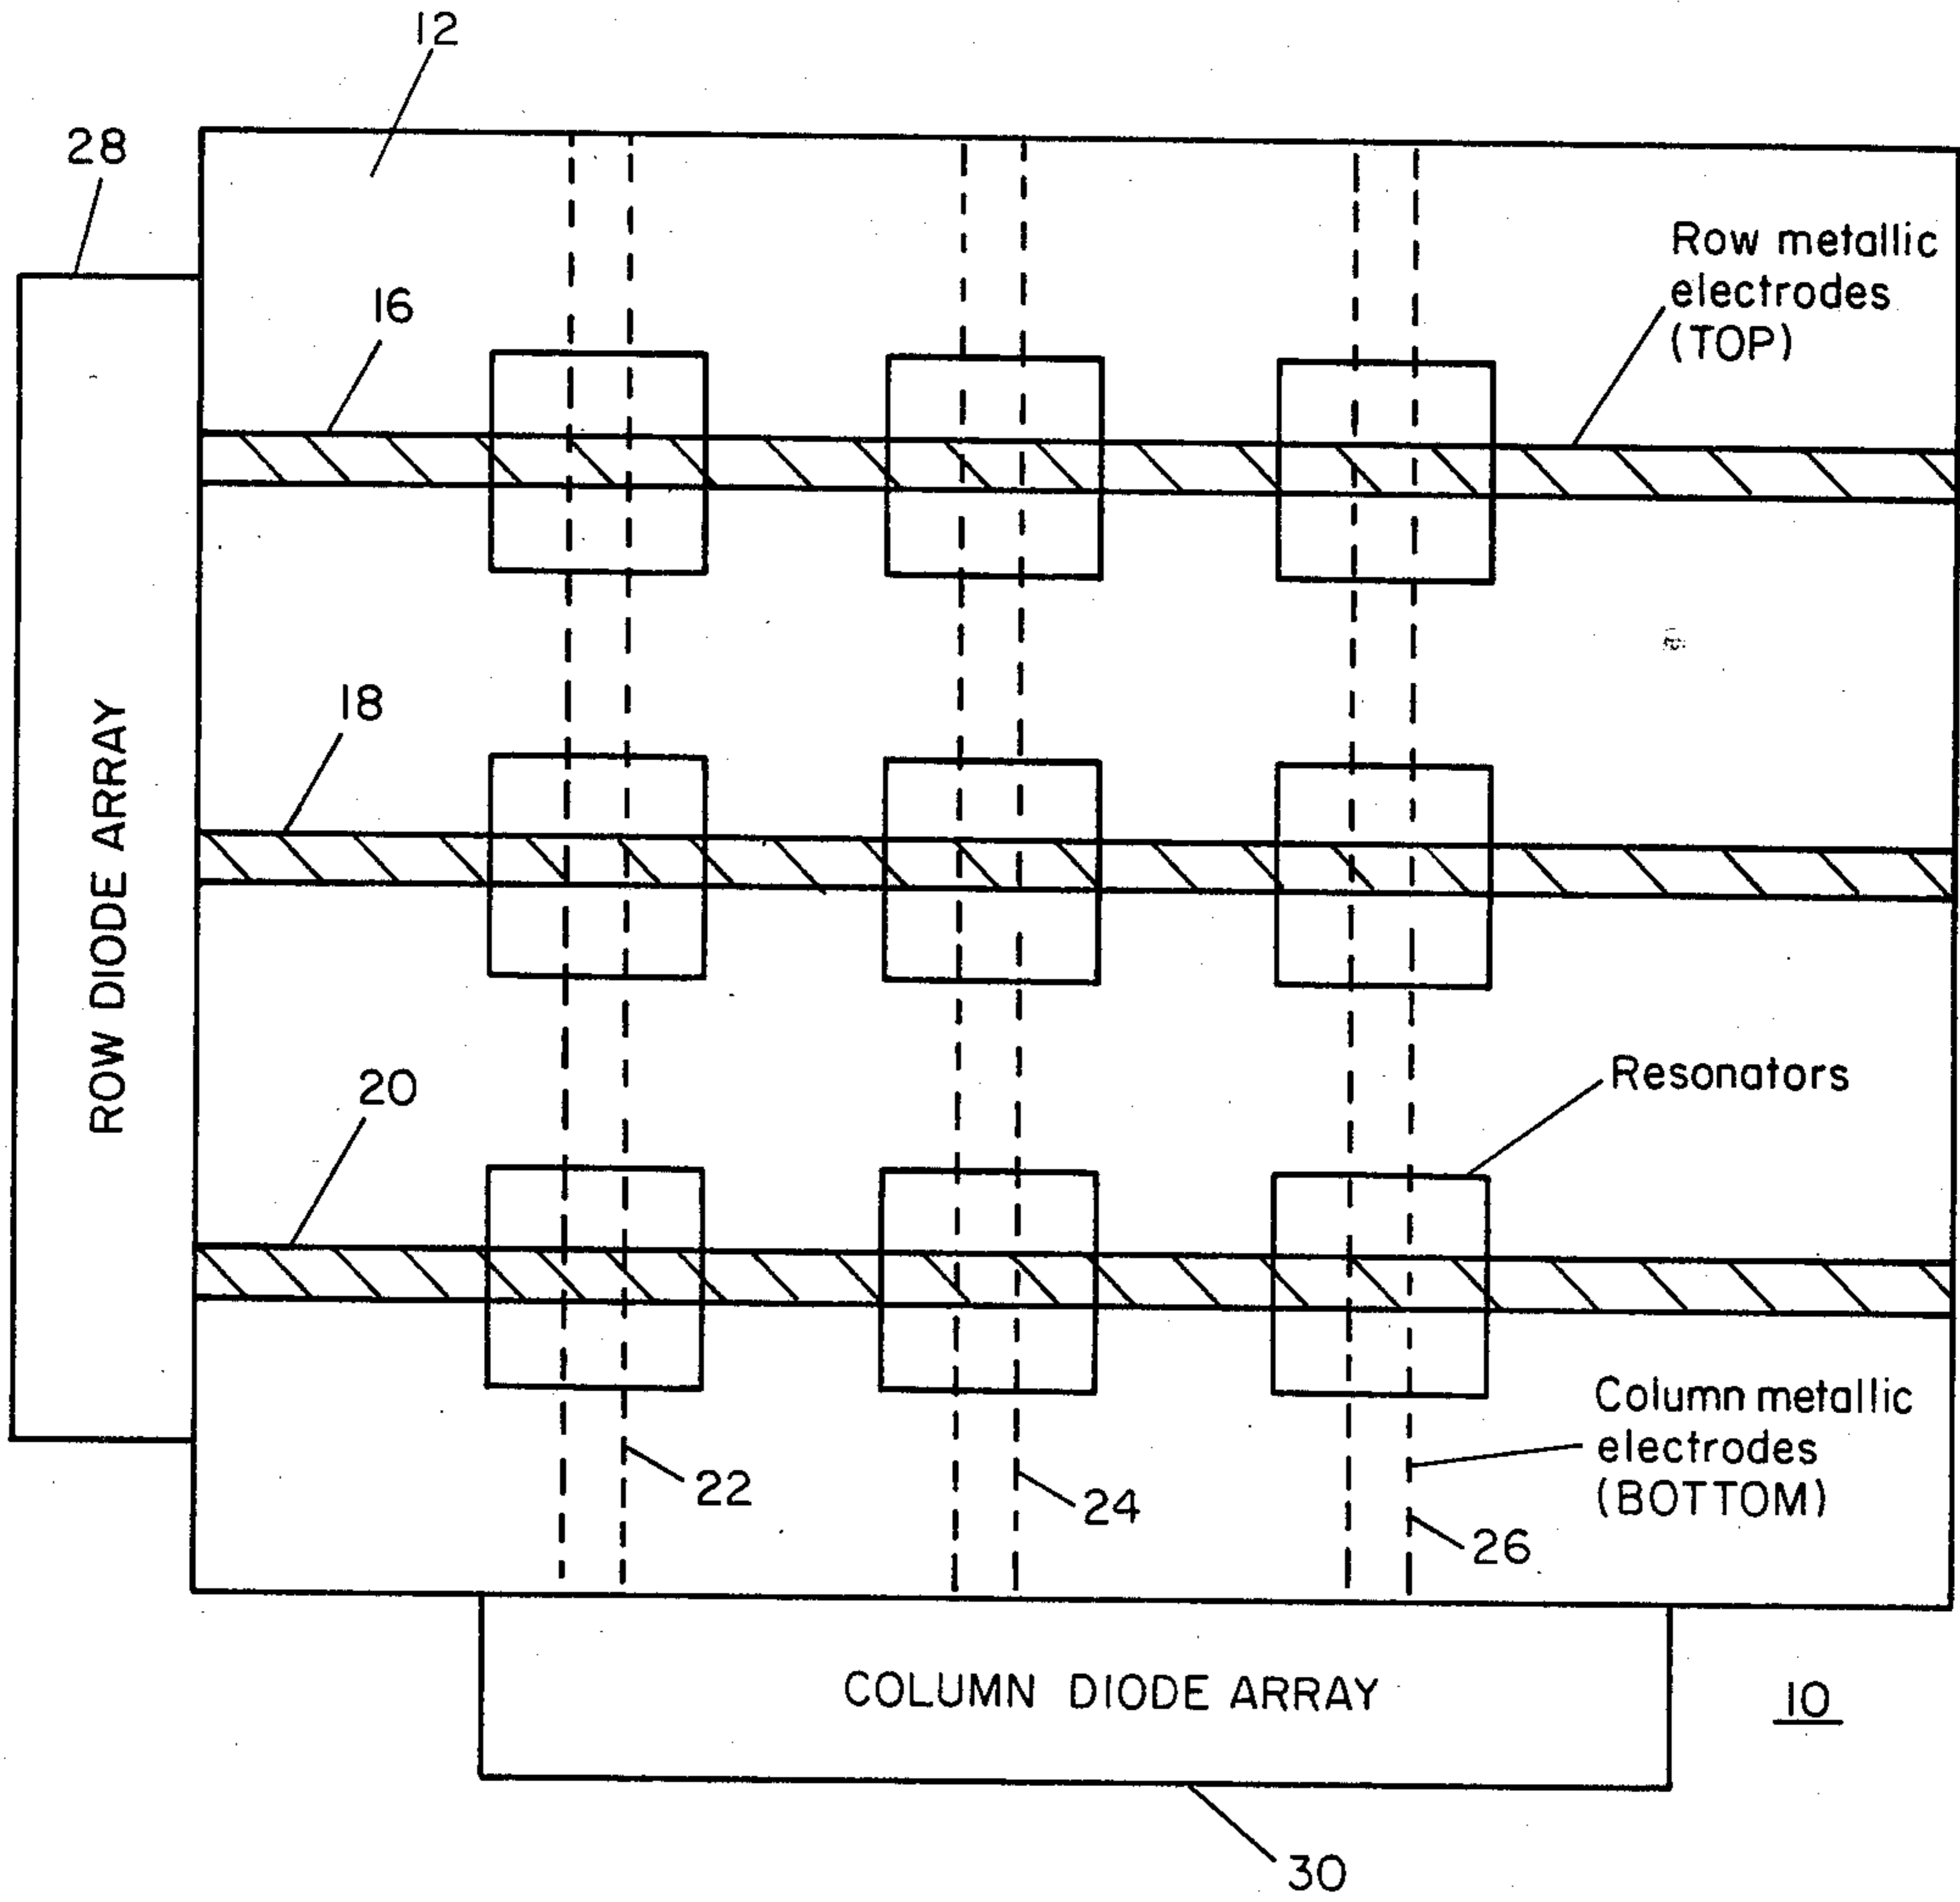 12
28
Row metallic
electrodes
(TOP)
16
18
ROW DIODE ARRAY
Resonators
20
Column metallic
electrodes
(BOTTOM)
22
24
26
COLUMN DIODE ARRAY
10
30